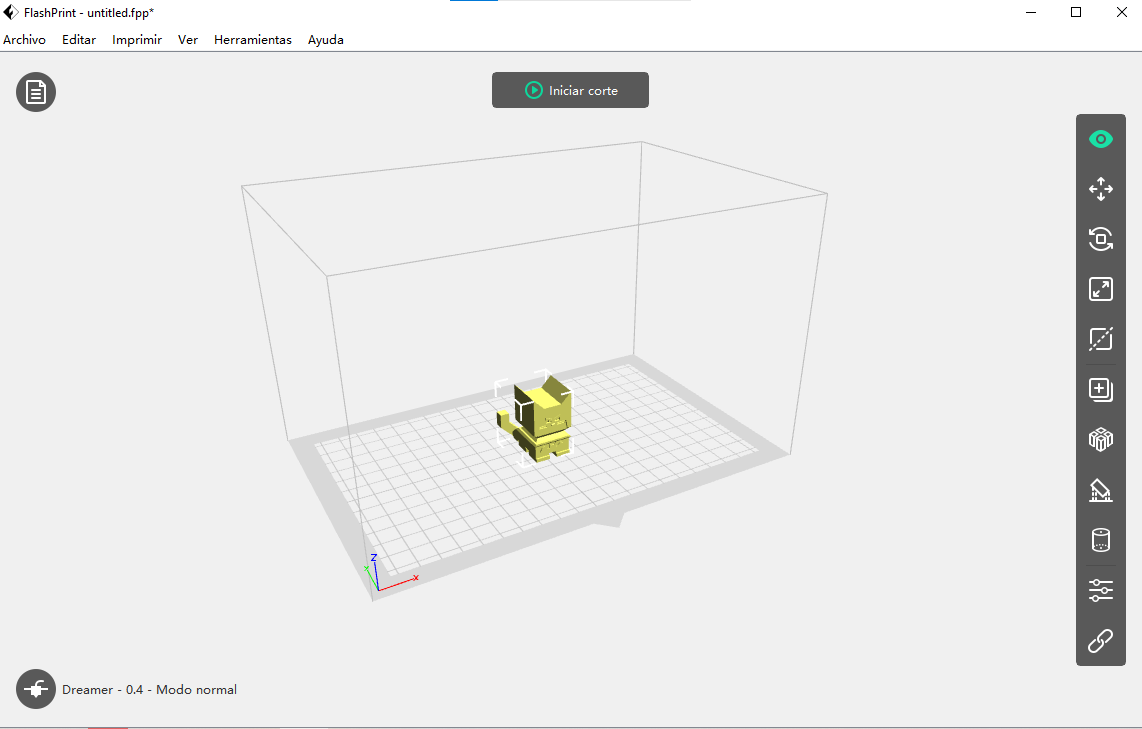 FlashPrint - untitled.fpp*
Archivo Editar Imprimir Ver Herramientas Ayuda
Iniciar corte
Z
Y
X
Dreamer - 0.4 - Modo normal